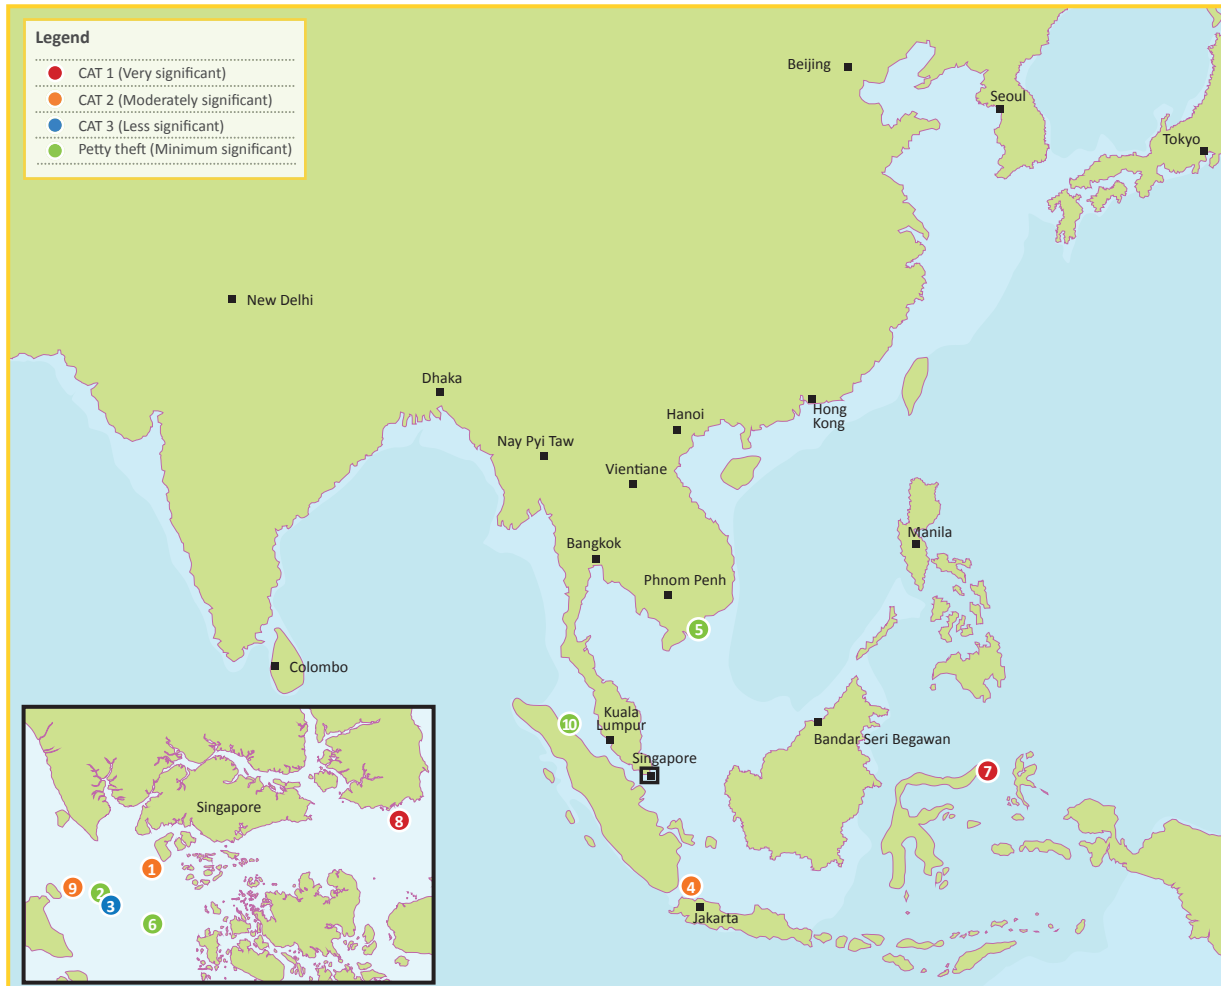 Legend
CAT 1 (Very significant)
CAT 2 (Moderately significant)
CAT 3 (Less significant)
Petty theft (Minimum significant)
Beijing
Seoul
Tokyo
New Delhi
Dhaka
Hanoi
Hong
Kong
Nay Pyi Taw
Vientiane
Manila
Bangkok
Phnom Penh
5
Colombo
10
Kuala
Lumpur
Bandar Seri Begawan
Singapore
7
Singapore
8
1
9
2
3
6
4
Jakarta